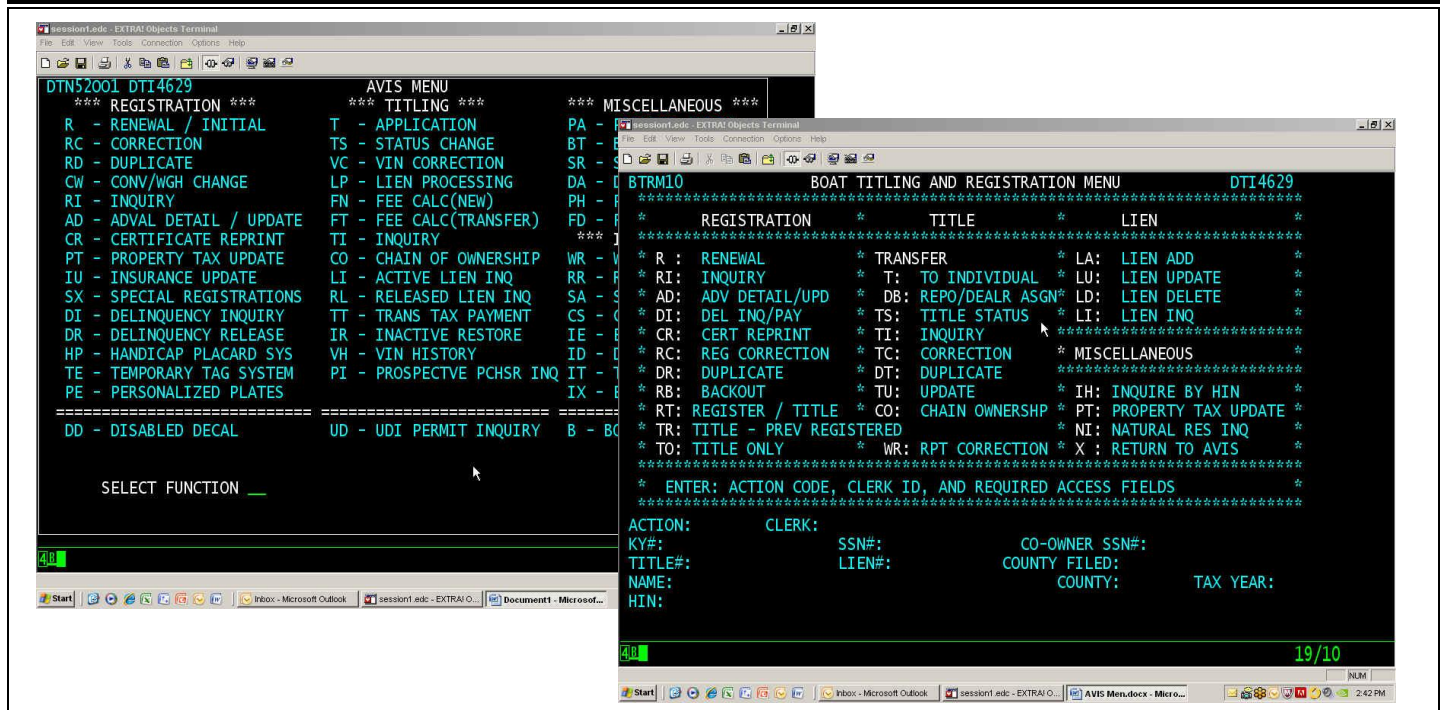 session1.edc - EXTRA! Objects Terminal
File Edit View Tools Connection Options Help
DTN52001 DTI4629 AVIS MENU
*** REGISTRATION *** *** TITLING *** *** MISCELLANEOUS ***
R - RENEWAL / INITIAL T - APPLICATION PA -
RC - CORRECTION TS - STATUS CHANGE BT -
RD - DUPLICATE VC - VIN CORRECTION SR -
CW - CONV/WGH CHANGE LP - LIEN PROCESSING DA -
RI - INQUIRY FN - FEE CALC(NEW) PH -
AD - ADVAL DETAIL / UPDATE FT - FEE CALC(TRANSFER) FD -
CR - CERTIFICATE REPRINT TI - INQUIRY ***
PT - PROPERTY TAX UPDATE CO - CHAIN OF OWNERSHIP WR -
IU - INSURANCE UPDATE LI - ACTIVE LIEN INQ RR -
SX - SPECIAL REGISTRATIONS RL - RELEASED LIEN INQ SA -
DI - DELINQUENCY INQUIRY TT - TRANS TAX PAYMENT CS -
DR - DELINQUENCY RELEASE IR - INACTIVE RESTORE IE -
HP - HANDICAP PLACARD SYS VH - VIN HISTORY ID -
TE - TEMPORARY TAG SYSTEM PI - PROSPECTVE PCHSR INQ IT -
PE - PERSONALIZED PLATES IX -
============================ ======================== =======
DD - DISABLED DECAL UD - UDI PERMIT INQUIRY B - BO
SELECT FUNCTION __
4B
Start Inbox - Microsoft Outlook session1.edc - EXTRA! O... Document1 - Microsof...
session1.edc - EXTRA! Objects Terminal
File Edit View Tools Connection Options Help
BTRM10 BOAT TITLING AND REGISTRATION MENU DTI4629
**************************************************************************
* REGISTRATION * TITLE * LIEN *
**************************************************************************
* R : RENEWAL * TRANSFER * LA: LIEN ADD *
* RI: INQUIRY * T: TO INDIVIDUAL * LU: LIEN UPDATE *
* AD: ADV DETAIL/UPD * DB: REPO/DEALR ASGN* LD: LIEN DELETE *
* DI: DEL INQ/PAY * TS: TITLE STATUS * LI: LIEN INQ *
* CR: CERT REPRINT * TI: INQUIRY ***************************
* RC: REG CORRECTION * TC: CORRECTION * MISCELLANEOUS *
* DR: DUPLICATE * DT: DUPLICATE ***************************
* RB: BACKOUT * TU: UPDATE * IH: INQUIRE BY HIN *
* RT: REGISTER / TITLE * CO: CHAIN OWNERSHP * PT: PROPERTY TAX UPDATE *
* TR: TITLE - PREV REGISTERED * NI: NATURAL RES INQ *
* TO: TITLE ONLY * WR: RPT CORRECTION * X : RETURN TO AVIS *
**************************************************************************
* ENTER: ACTION CODE, CLERK ID, AND REQUIRED ACCESS FIELDS *
**************************************************************************
ACTION: CLERK:
KY#: SSN#: CO-OWNER SSN#:
TITLE#: LIEN#: COUNTY FILED:
NAME: COUNTY: TAX YEAR:
HIN:
4B 19/10
NUM
Start Inbox - Microsoft Outlook session1.edc - EXTRA! O... AVIS Men.docx - Micro... 2:42 PM